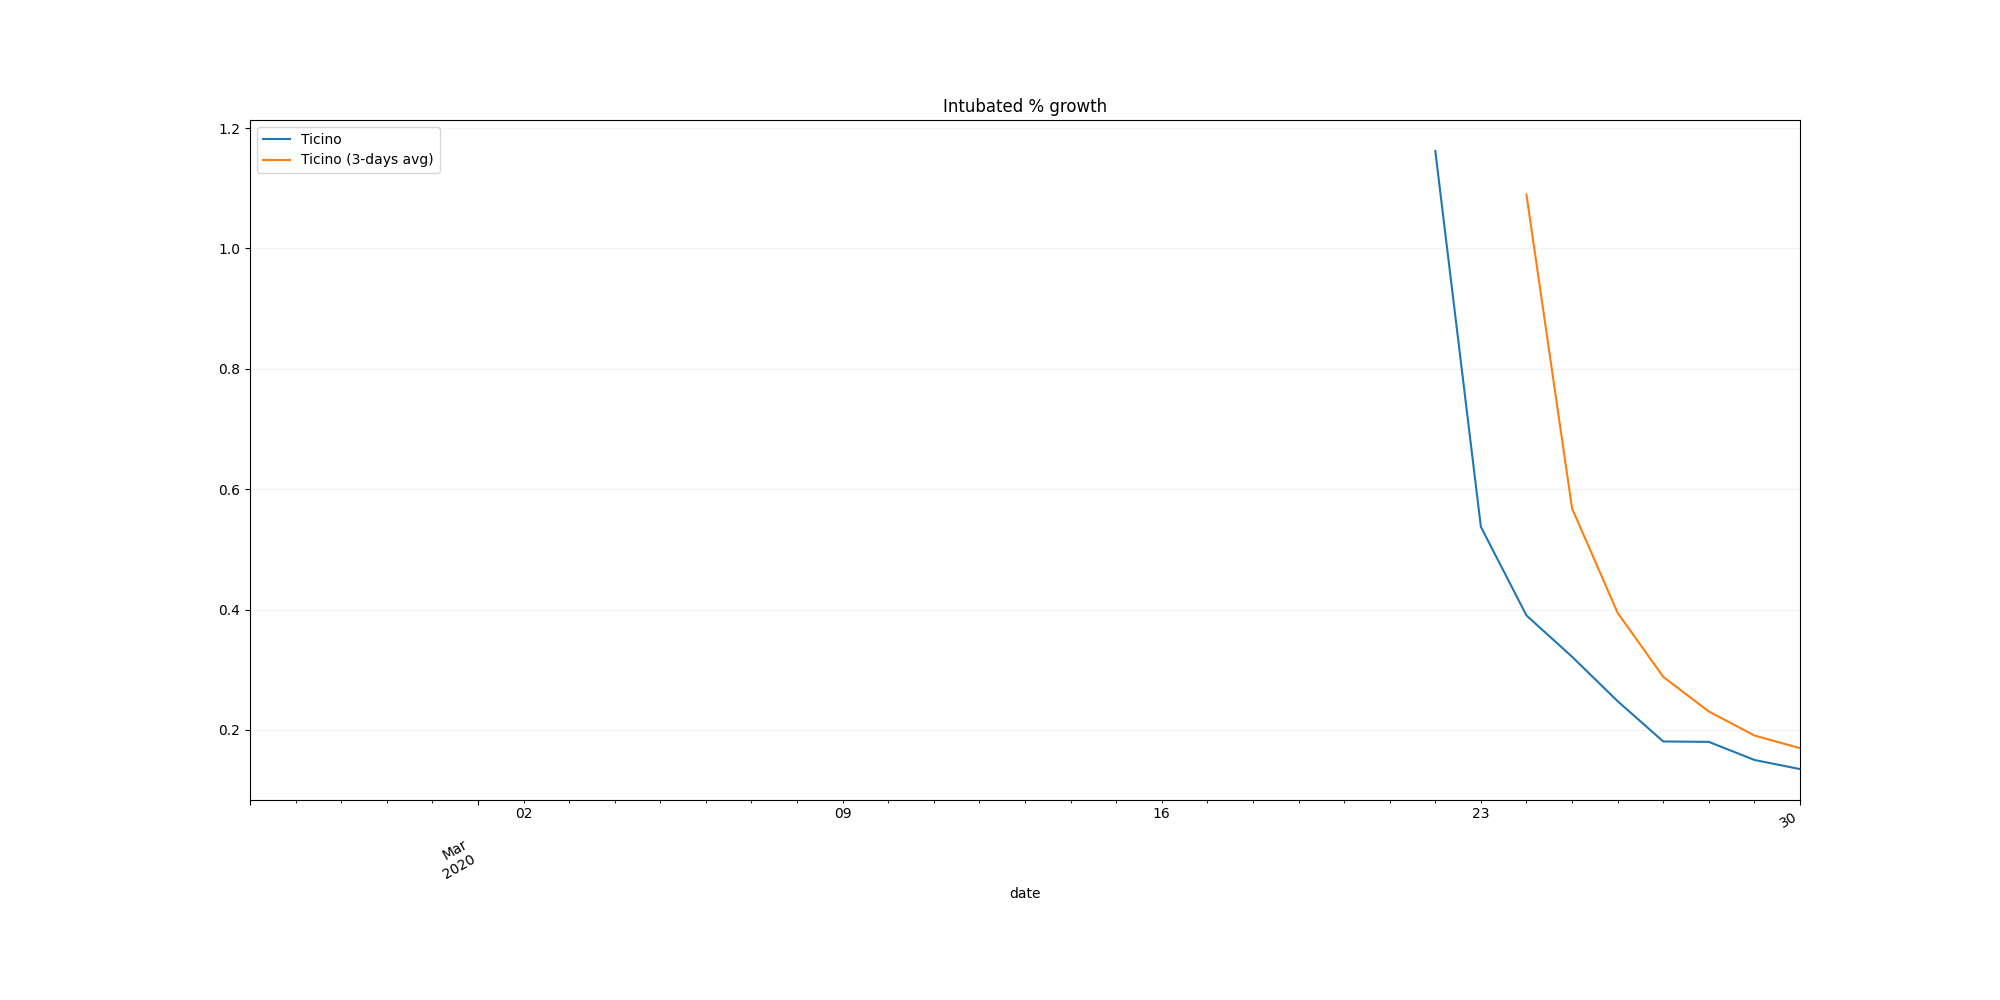 Intubated % growth
Ticino
Ticino (3-days avg)
1.2
1.0
0.8
0.6
0.4
0.2
02
09
16
23
30
Mar
2020
date